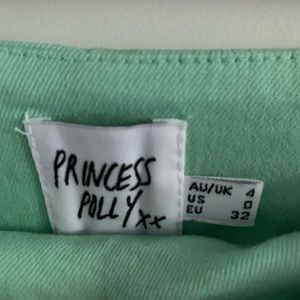 PRINCESS
POLLY xx
AU/UK 4
US 0
EU 32